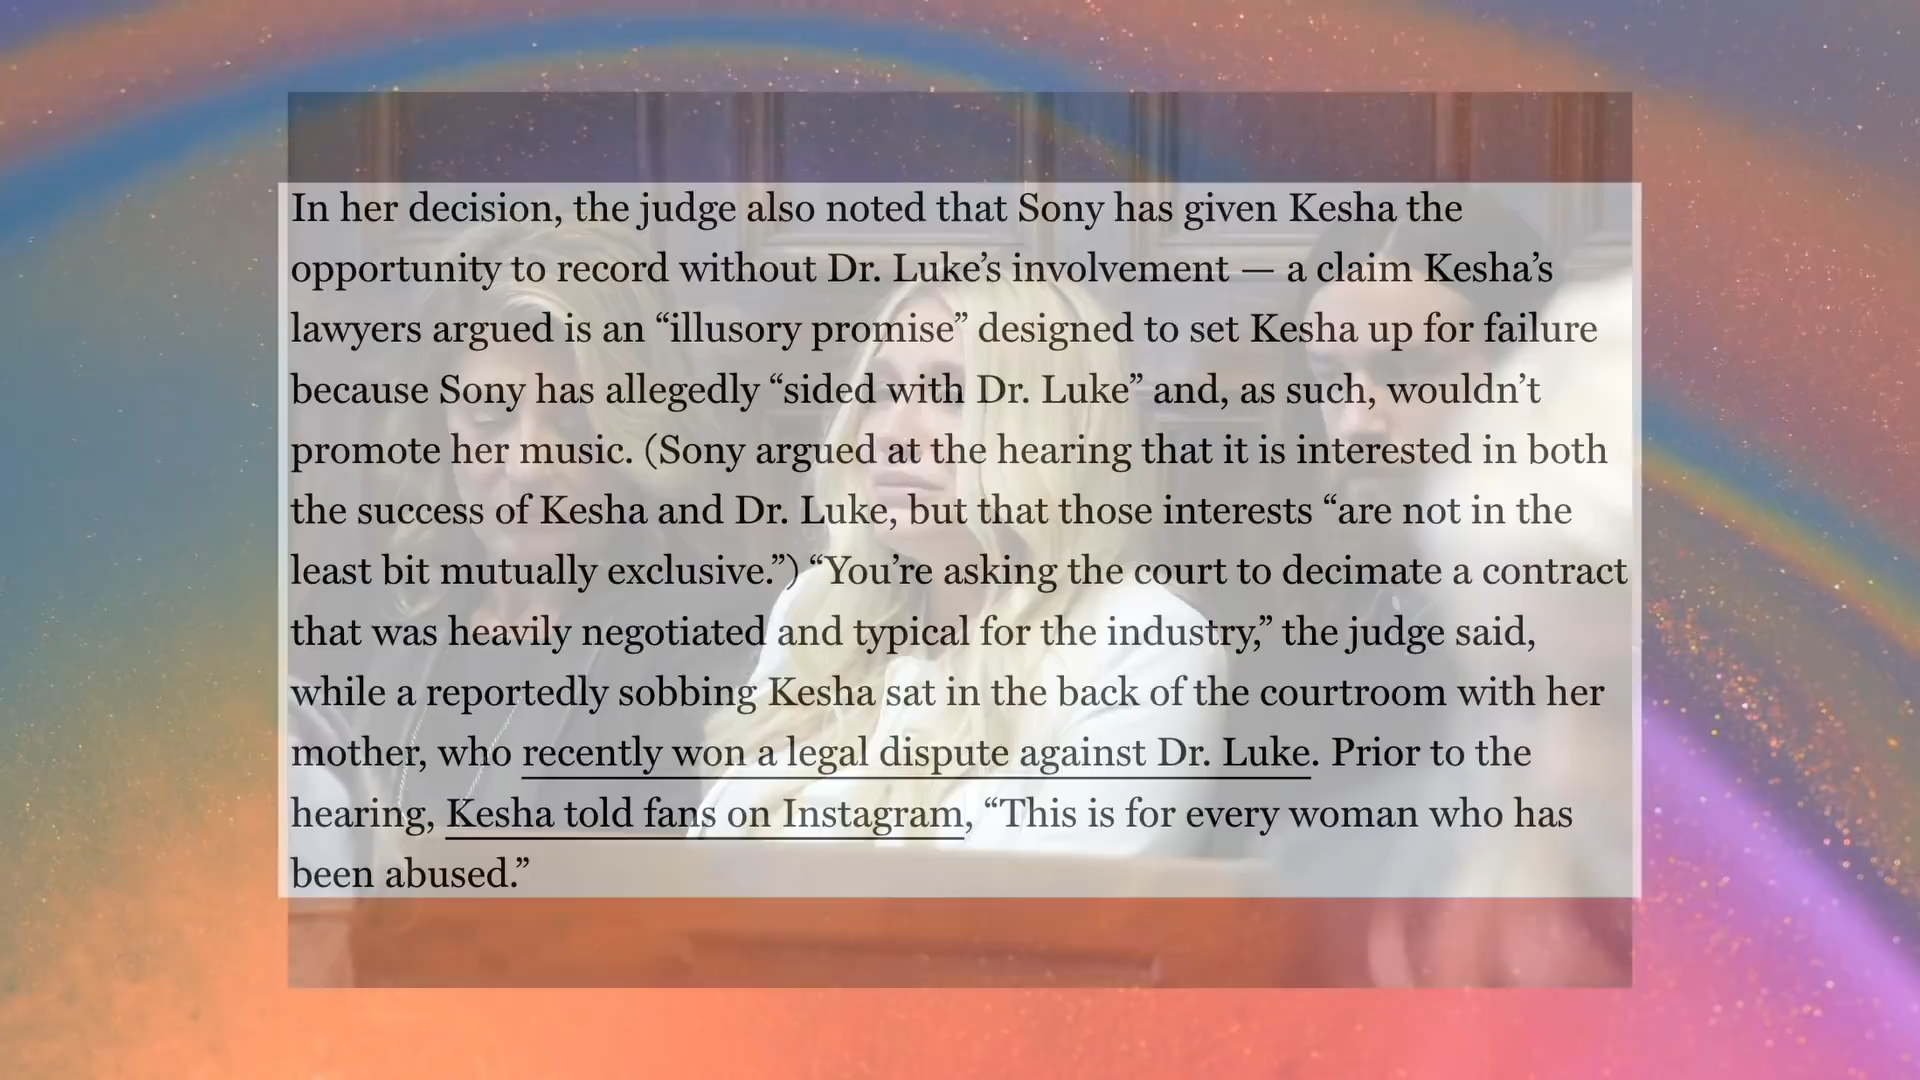 In her decision, the judge also noted that Sony has given Kesha the
opportunity to record without Dr. Luke’s involvement — a claim Kesha’s
lawyers argued is an “illusory promise” designed to set Kesha up for failure
because Sony has allegedly “sided with Dr. Luke” and, as such, wouldn’t
promote her music. (Sony argued at the hearing that it is interested in both
the success of Kesha and Dr. Luke, but that those interests “are not in the
least bit mutually exclusive.”) “You’re asking the court to decimate a contract
that was heavily negotiated and typical for the industry,” the judge said,
while a reportedly sobbing Kesha sat in the back of the courtroom with her
mother, who recently won a legal dispute against Dr. Luke. Prior to the
hearing, Kesha told fans on Instagram, “This is for every woman who has
been abused.”